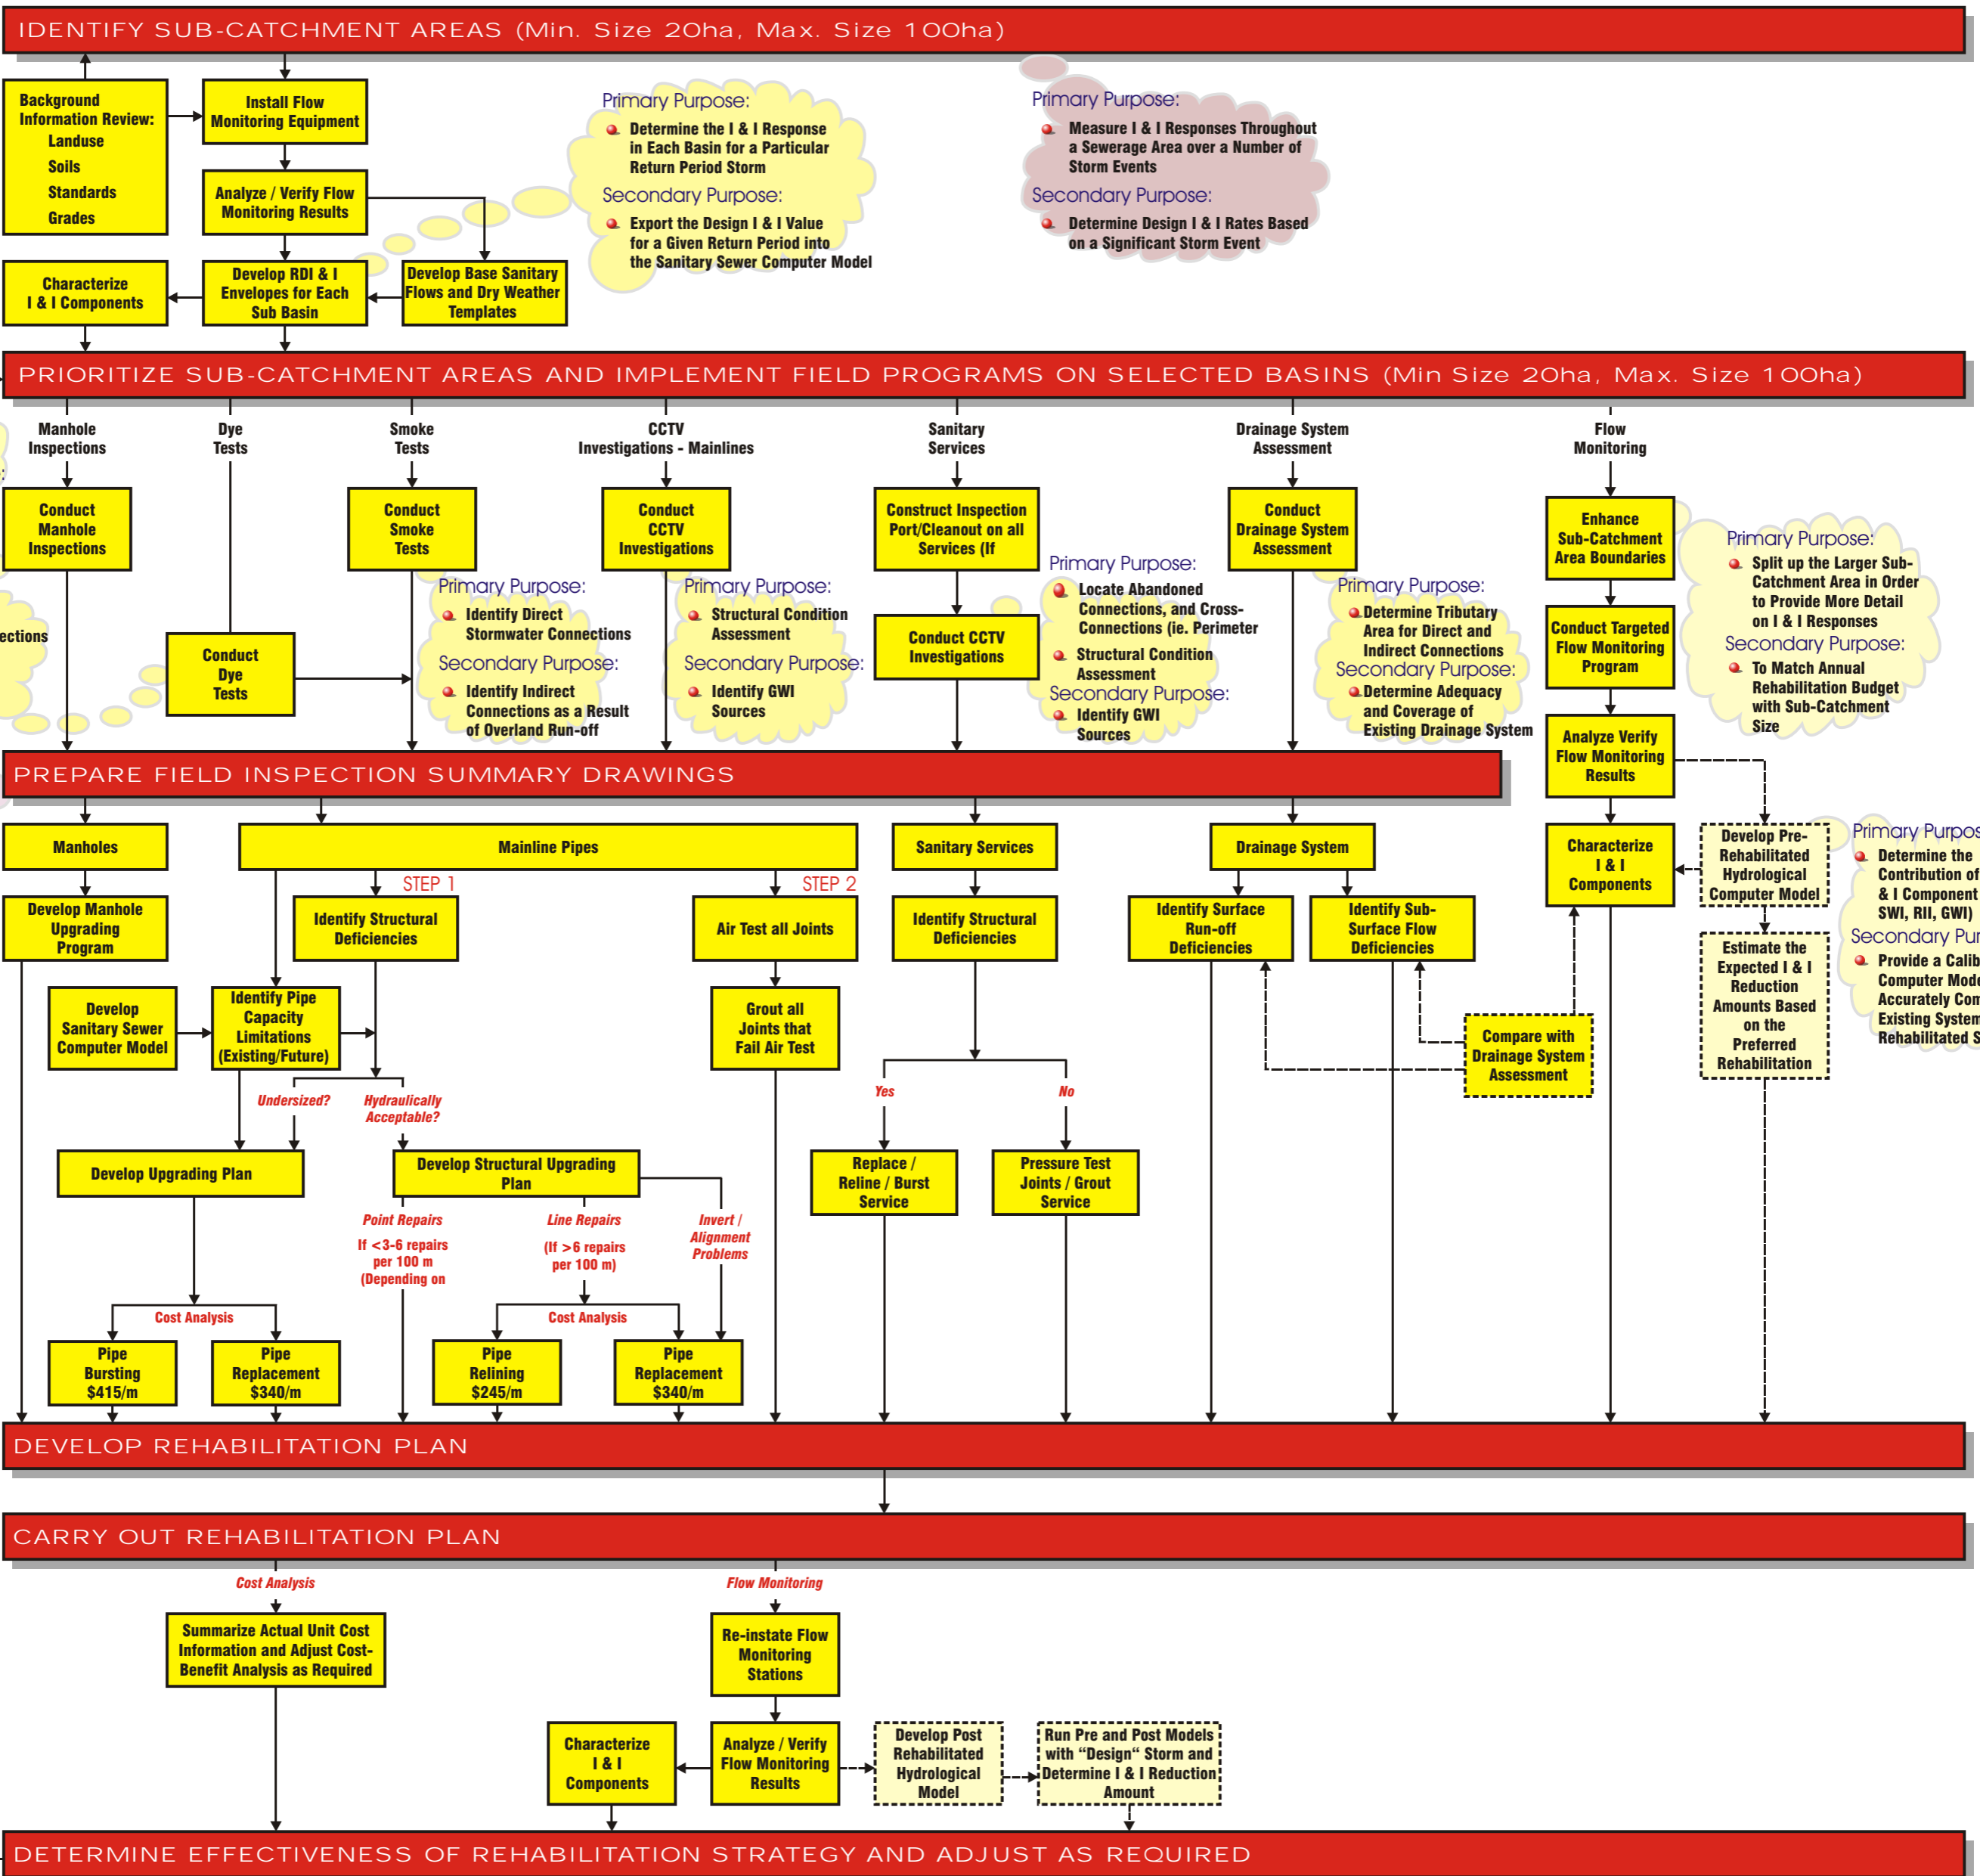 IDENTIFY SUB-CATCHMENT AREAS (Min. Size 20ha, Max. Size 100ha)
Background
Information Review:
Landuse
Soils
Standards
Grades
Install Flow
Monitoring Equipment
Analyze / Verify Flow
Monitoring Results
Characterize
I & I Components
Develop RDI & I
Envelopes for Each
Sub Basin
Develop Base Sanitary
Flows and Dry Weather
Templates
Primary Purpose:
Determine the I & I Response
in Each Basin for a Particular
Return Period Storm
Secondary Purpose:
Export the Design I & I Value
for a Given Return Period into
the Sanitary Sewer Computer Model
Primary Purpose:
Measure I & I Responses Throughout
a Sewerage Area over a Number of
Storm Events
Secondary Purpose:
Determine Design I & I Rates Based
on a Significant Storm Event
PRIORITIZE SUB-CATCHMENT AREAS AND IMPLEMENT FIELD PROGRAMS ON SELECTED BASINS (Min Size 20ha, Max. Size 100ha)
Manhole
Inspections
Dye
Tests
Smoke
Tests
CCTV
Investigations - Mainlines
Sanitary
Services
Drainage System
Assessment
Flow
Monitoring
Conduct
Manhole
Inspections
ections
Conduct
Dye
Tests
Conduct
Smoke
Tests
Primary Purpose:
Identify Direct
Stormwater Connections
Secondary Purpose:
Identify Indirect
Connections as a Result
of Overland Run-off
Conduct
CCTV
Investigations
Primary Purpose:
Structural Condition
Assessment
Secondary Purpose:
Identify GWI
Sources
Construct Inspection
Port/Cleanout on all
Services (If
Conduct CCTV
Investigations
Primary Purpose:
Locate Abandoned
Connections, and Cross-
Connections (ie. Perimeter
Structural Condition
Assessment
Secondary Purpose:
Identify GWI
Sources
Conduct
Drainage System
Assessment
Primary Purpose:
Determine Tributary
Area for Direct and
Indirect Connections
Secondary Purpose:
Determine Adequacy
and Coverage of
Existing Drainage System
Enhance
Sub-Catchment
Area Boundaries
Conduct Targeted
Flow Monitoring
Program
Analyze Verify
Flow Monitoring
Results
Primary Purpose:
Split up the Larger Sub-
Catchment Area in Order
to Provide More Detail
on I & I Responses
Secondary Purpose:
To Match Annual
Rehabilitation Budget
with Sub-Catchment
Size
PREPARE FIELD INSPECTION SUMMARY DRAWINGS
Manholes
Mainline Pipes
Sanitary Services
Drainage System
Characterize
I & I
Components
Develop Pre-
Rehabilitated
Hydrological
Computer Model
Primary Purpos
Determine the
Contribution of
& I Component
SWI, RII, GWI)
Secondary Pur
Provide a Calib
Computer Mode
Accurately Com
Existing System
Rehabilitated S
STEP 1
STEP 2
Develop Manhole
Upgrading
Program
Identify Structural
Deficiencies
Air Test all Joints
Identify Structural
Deficiencies
Identify Surface
Run-off
Deficiencies
Identify Sub-
Surface Flow
Deficiencies
Estimate the
Expected I & I
Reduction
Amounts Based
on the
Preferred
Rehabilitation
Develop
Sanitary Sewer
Computer Model
Identify Pipe
Capacity
Limitations
(Existing/Future)
Grout all
Joints that
Fail Air Test
Compare with
Drainage System
Assessment
Undersized?
Hydraulically
Acceptable?
Yes
No
Develop Upgrading Plan
Develop Structural Upgrading
Plan
Replace /
Reline / Burst
Service
Pressure Test
Joints / Grout
Service
Point Repairs
If <3-6 repairs
per 100 m
(Depending on
Line Repairs
(If >6 repairs
per 100 m)
Invert /
Alignment
Problems
Cost Analysis
Cost Analysis
Pipe
Bursting
$415/m
Pipe
Replacement
$340/m
Pipe
Relining
$245/m
Pipe
Replacement
$340/m
DEVELOP REHABILITATION PLAN
CARRY OUT REHABILITATION PLAN
Cost Analysis
Flow Monitoring
Summarize Actual Unit Cost
Information and Adjust Cost-
Benefit Analysis as Required
Re-instate Flow
Monitoring
Stations
Characterize
I & I
Components
Analyze / Verify
Flow Monitoring
Results
Develop Post
Rehabilitated
Hydrological
Model
Run Pre and Post Models
with “Design“ Storm and
Determine I & I Reduction
Amount
DETERMINE EFFECTIVENESS OF REHABILITATION STRATEGY AND ADJUST AS REQUIRED